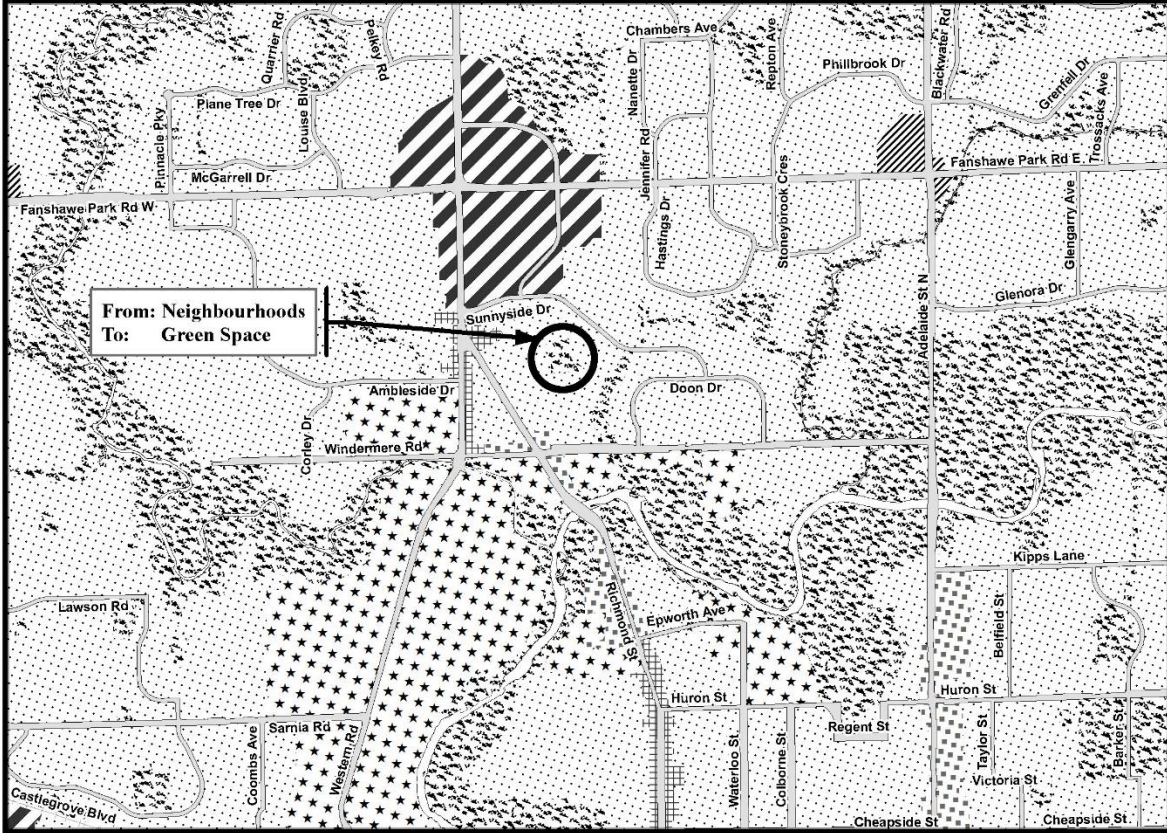 Chambers Ave
Quarrier Rd
Pelkey Rd
Nanette Dr
Repton Ave
Phillbrook Dr
Blackwater Rd
Grenfell Dr
Trossacks Ave
Plane Tree Dr
Louise Blvd
Pinnacle Pky
McGarrell Dr
Jennifer Rd
Fanshawe Park Rd E
Fanshawe Park Rd W
Hastings Dr
Stoneybrook Cres
Glengarry Ave
Glenora Dr
From: Neighbourhoods
To: Green Space
Sunnyside Dr
Adelaide St N
Ambleside Dr
Doon Dr
Corley Dr
Windermere Rd
Kipps Lane
Lawson Rd
Richmond St
Epworth Ave
Belfield St
Huron St
Huron St
Sarnia Rd
Regent St
Coombs Ave
Western Rd
Waterloo St
Colborne St
Taylor St
Barker St
Victoria St
Castlegrove Blvd
Cheapside St
Cheapside St